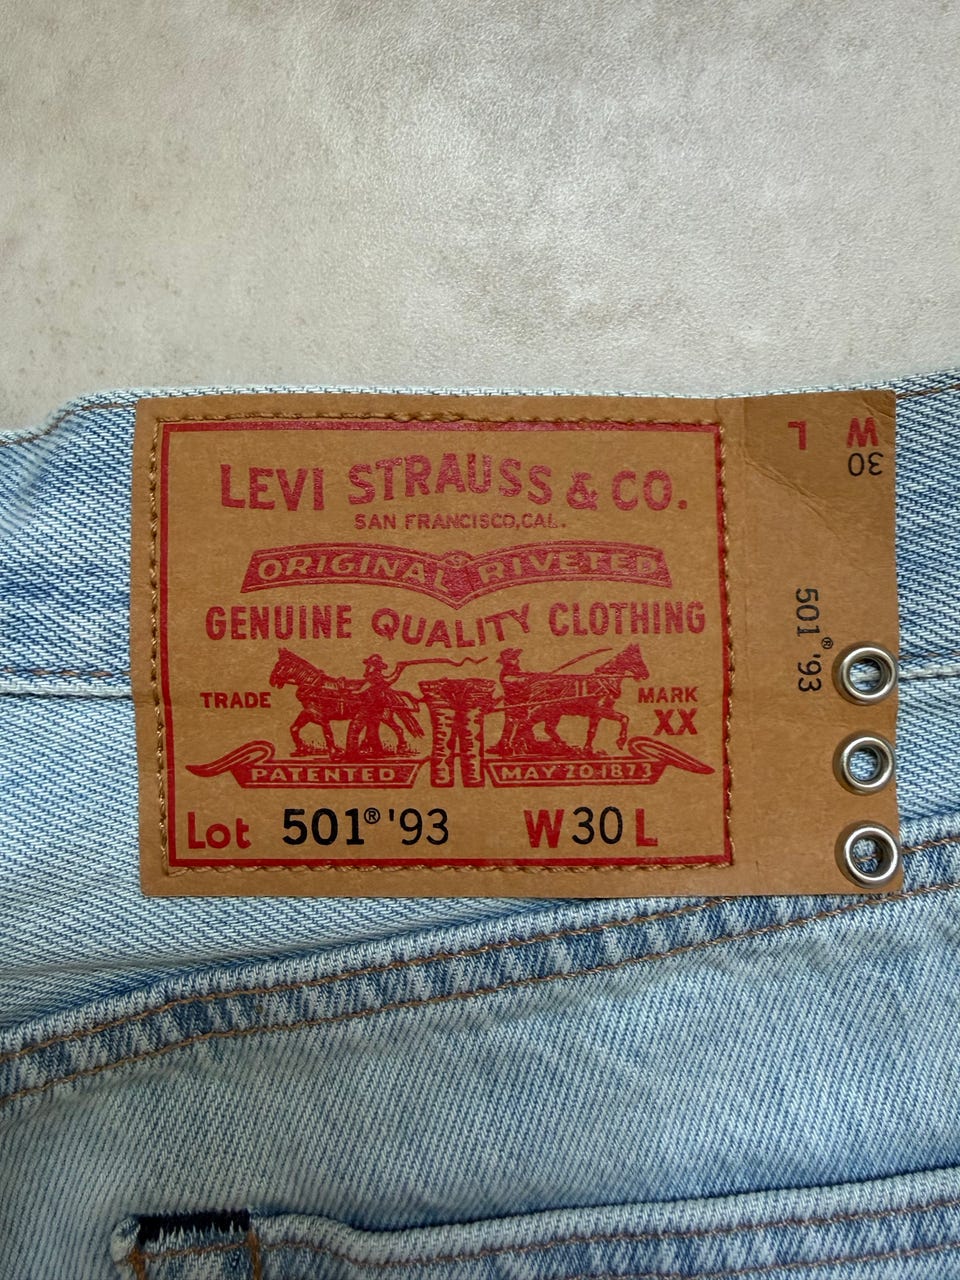 LEVI STRAUSS & CO.
SAN FRANCISCO, CAL.
ORIGINAL ® RIVETED
GENUINE QUALITY CLOTHING
TRADE MARK
XX
PATENTED MAY 20 1873
Lot 501® '93 W 30 L
L W
30
501® '93